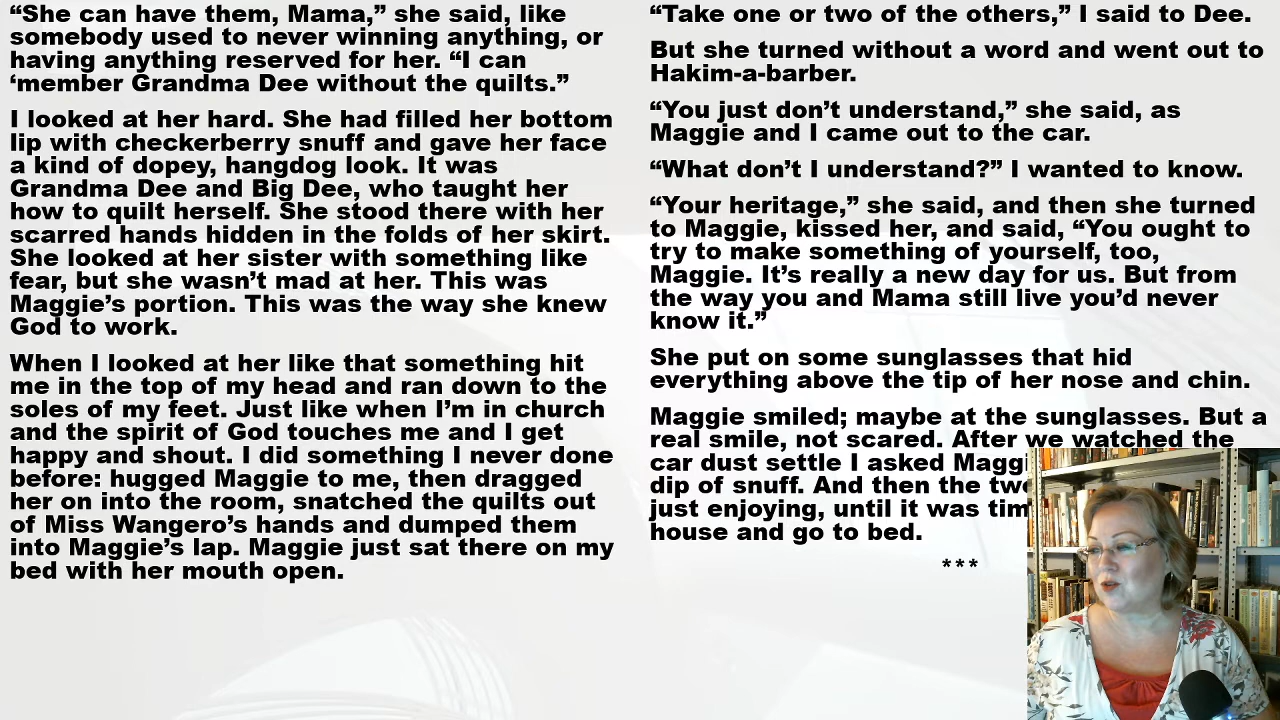 “She can have them, Mama,” she said, like
somebody used to never winning anything, or
having anything reserved for her. “I can
‘member Grandma Dee without the quilts.”
I looked at her hard. She had filled her bottom
lip with checkerberry snuff and gave her face
a kind of dopey, hangdog look. It was
Grandma Dee and Big Dee, who taught her
how to quilt herself. She stood there with her
scarred hands hidden in the folds of her skirt.
She looked at her sister with something like
fear, but she wasn’t mad at her. This was
Maggie’s portion. This was the way she knew
God to work.
When I looked at her like that something hit
me in the top of my head and ran down to the
soles of my feet. Just like when I’m in church
and the spirit of God touches me and I get
happy and shout. I did something I never done
before: hugged Maggie to me, then dragged
her on into the room, snatched the quilts out
of Miss Wangero’s hands and dumped them
into Maggie’s lap. Maggie just sat there on my
bed with her mouth open.
“Take one or two of the others,” I said to Dee.
But she turned without a word and went out to
Hakim-a-barber.
“You just don’t understand,” she said, as
Maggie and I came out to the car.
“What don’t I understand?” I wanted to know.
“Your heritage,” she said, and then she turned
to Maggie, kissed her, and said, “You ought to
try to make something of yourself, too,
Maggie. It’s really a new day for us. But from
the way you and Mama still live you’d never
know it.”
She put on some sunglasses that hid
everything above the tip of her nose and chin.
Maggie smiled; maybe at the sunglasses. But a
real smile, not scared. After we watched the
car dust settle I asked
dip of snuff. And then the
just enjoying, until it was
house and go to bed.
***